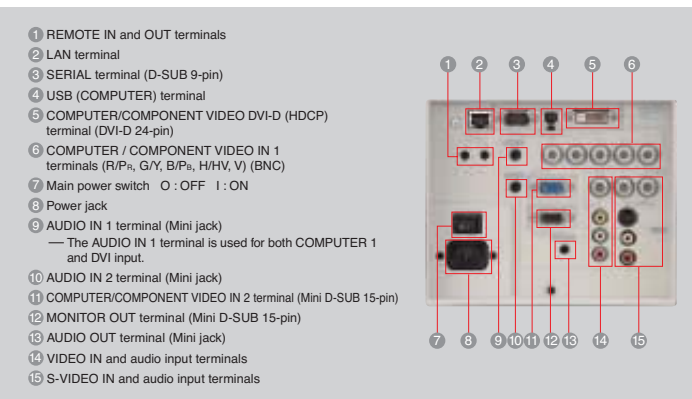 1 REMOTE IN and OUT terminals
2 LAN terminal
3 SERIAL terminal (D-SUB 9-pin)
4 USB (COMPUTER) terminal
5 COMPUTER/COMPONENT VIDEO DVI-D (HDCP)
terminal (DVI-D 24-pin)
6 COMPUTER / COMPONENT VIDEO IN 1
terminals (R/PR, G/Y, B/PB, H/HV, V) (BNC)
7 Main power switch O : OFF I : ON
8 Power jack
9 AUDIO IN 1 terminal (Mini jack)
— The AUDIO IN 1 terminal is used for both COMPUTER 1
and DVI input.
10 AUDIO IN 2 terminal (Mini jack)
11 COMPUTER/COMPONENT VIDEO IN 2 terminal (Mini D-SUB 15-pin)
12 MONITOR OUT terminal (Mini D-SUB 15-pin)
13 AUDIO OUT terminal (Mini jack)
14 VIDEO IN and audio input terminals
15 S-VIDEO IN and audio input terminals
1 2 3 4 5 6
7 8 9 10 11 12 13 14 15